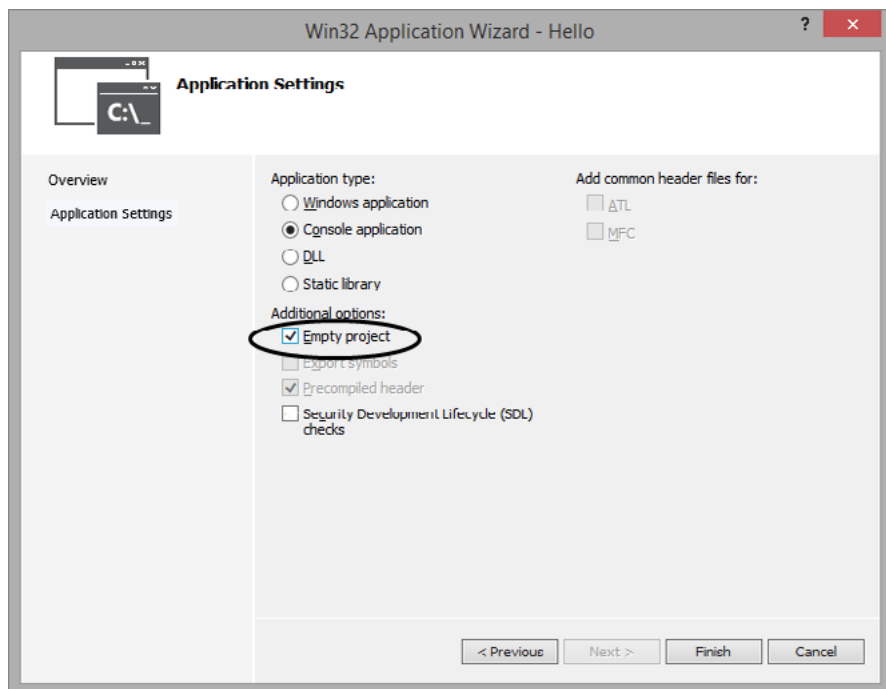 Win32 Application Wizard - Hello
?
×
C:\_
Application Settings
Overview
Application Settings
Application type:
Windows application
Console application
DLL
Static library
Additional options:
Empty project
Export symbols
Precompiled header
Security Development Lifecycle (SDL)
checks
Add common header files for:
ATL
MFC
< Previous
Next >
Finish
Cancel